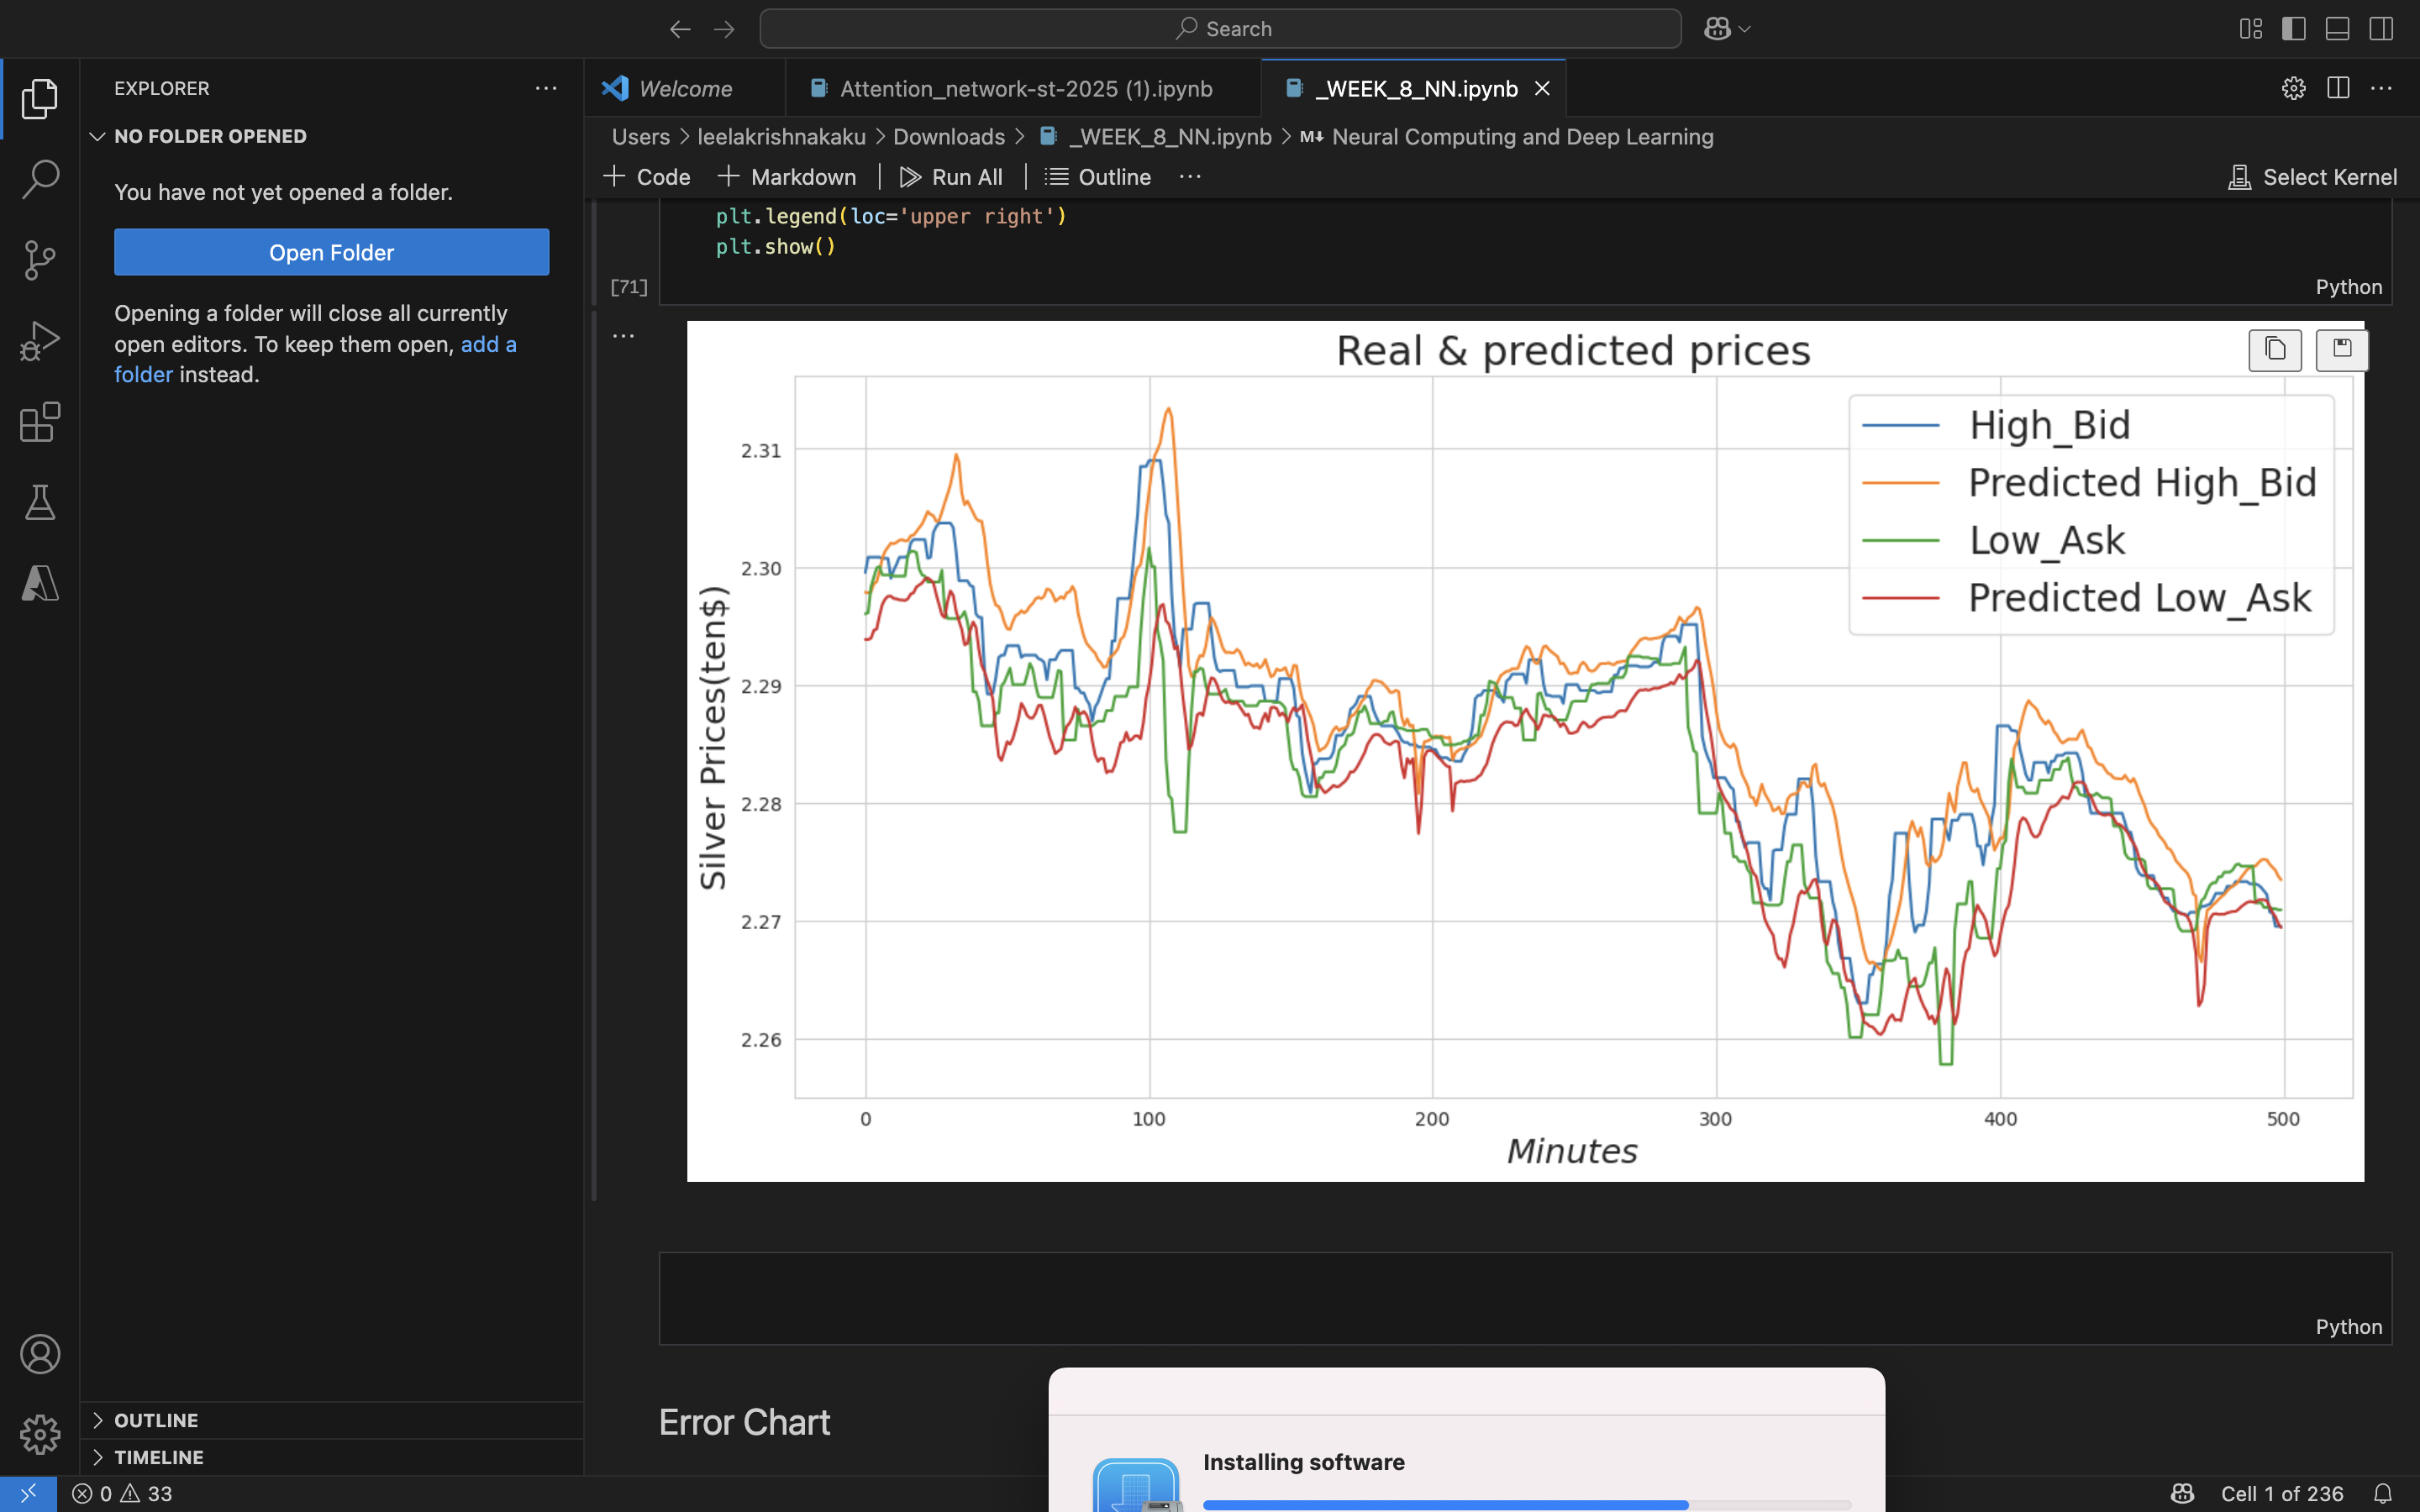 Search
EXPLORER
NO FOLDER OPENED
You have not yet opened a folder.
Open Folder
Opening a folder will close all currently
open editors. To keep them open, add a
folder instead.
OUTLINE
TIMELINE
Welcome
Attention_network-st-2025 (1).ipynb
_WEEK_8_NN.ipynb
Users > leelakrishnakaku > Downloads > _WEEK_8_NN.ipynb > M↓ Neural Computing and Deep Learning
+ Code + Markdown Run All Outline ...
Select Kernel
plt.legend(loc='upper right')
plt.show()
[71]
Python
Real & predicted prices
High_Bid
Predicted High_Bid
Low_Ask
Predicted Low_Ask
Silver Prices(ten$)
2.31
2.30
2.29
2.28
2.27
2.26
0 100 200 300 400 500
Minutes
Python
Error Chart
Installing software
0 33
Cell 1 of 236